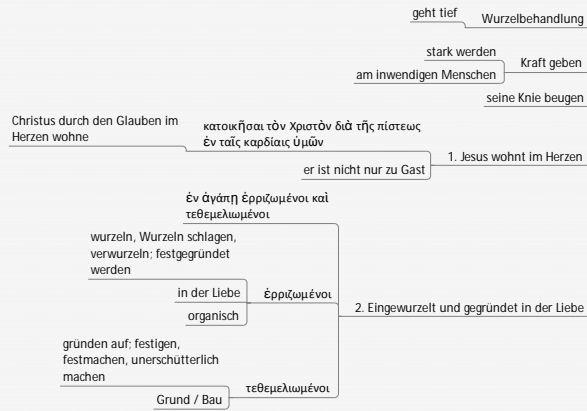 geht tief
Wurzelbehandlung
stark werden
am inwendigen Menschen
Kraft geben
seine Knie beugen
Christus durch den Glauben im
Herzen wohne
κατοικῆσαι τὸν Χριστὸν διὰ τῆς πίστεως
ἐν ταῖς καρδίαις ὑμῶν
er ist nicht nur zu Gast
1. Jesus wohnt im Herzen
ἐν ἀγάπῃ ἐρριζωμένοι καὶ
τεθεμελιωμένοι
wurzeln, Wurzeln schlagen,
verwurzeln; festgegründet
werden
in der Liebe
organisch
ἐρριζωμένοι
2. Eingewurzelt und gegründet in der Liebe
gründen auf; festigen,
festmachen, unerschütterlich
machen
Grund / Bau
τεθεμελιωμένοι